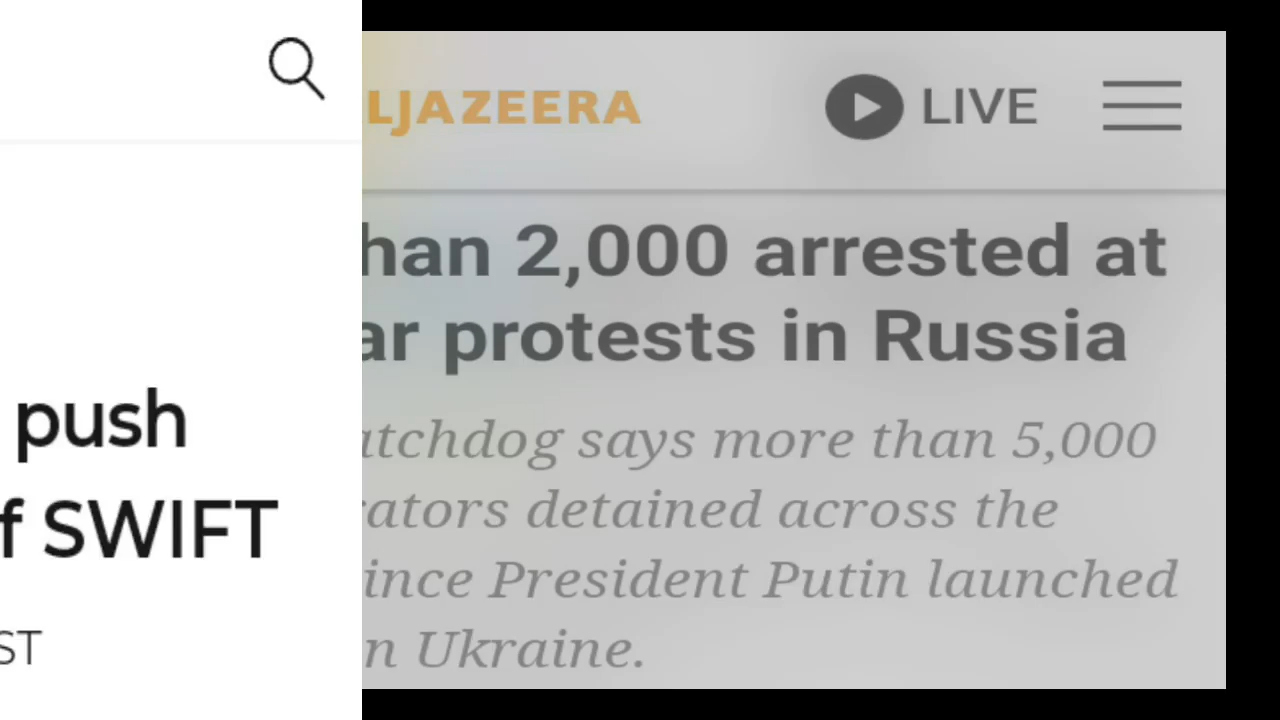 push
f SWIFT
ST
LJAZEERA
LIVE
han 2,000 arrested at
ar protests in Russia
atchdog says more than 5,000
rators detained across the
ince President Putin launched
n Ukraine.